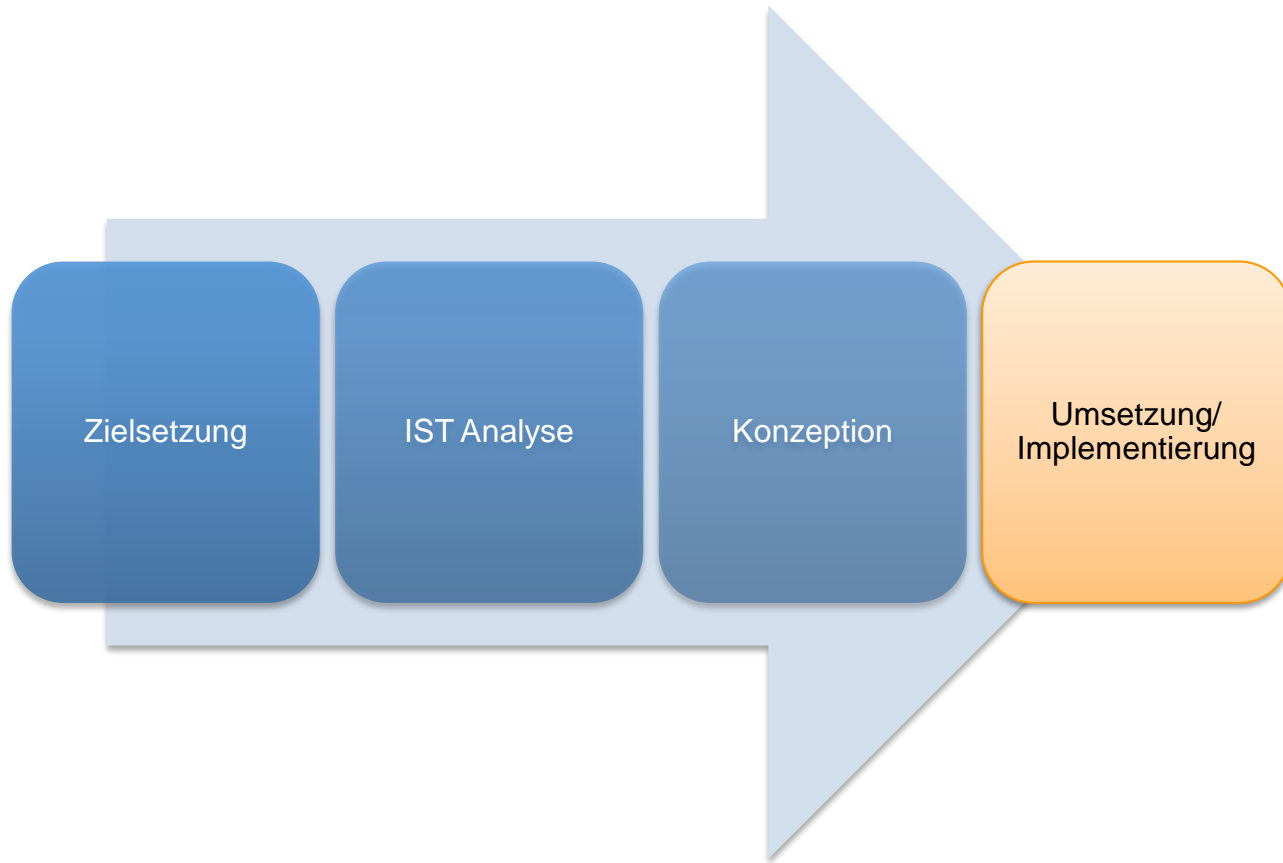 Zielsetzung
IST Analyse
Konzeption
Umsetzung/
Implementierung